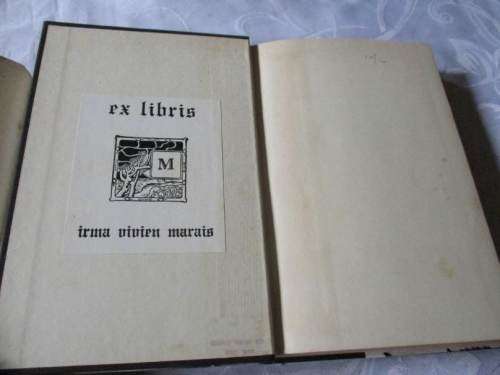 ex libris
M
irma vivien marais